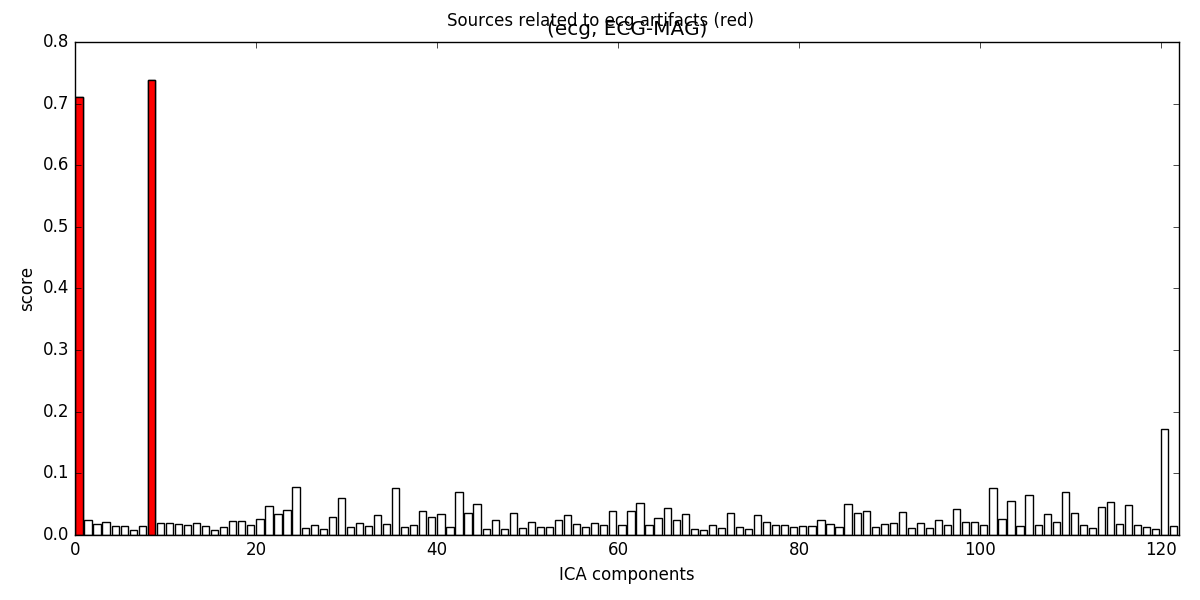 Sources related to ecg artifacts (red)
(ecg, ECG-MAG)
0.8
0.7
0.6
0.5
0.4
0.3
0.2
0.1
0.0
score
0 20 40 60 80 100 120
ICA components